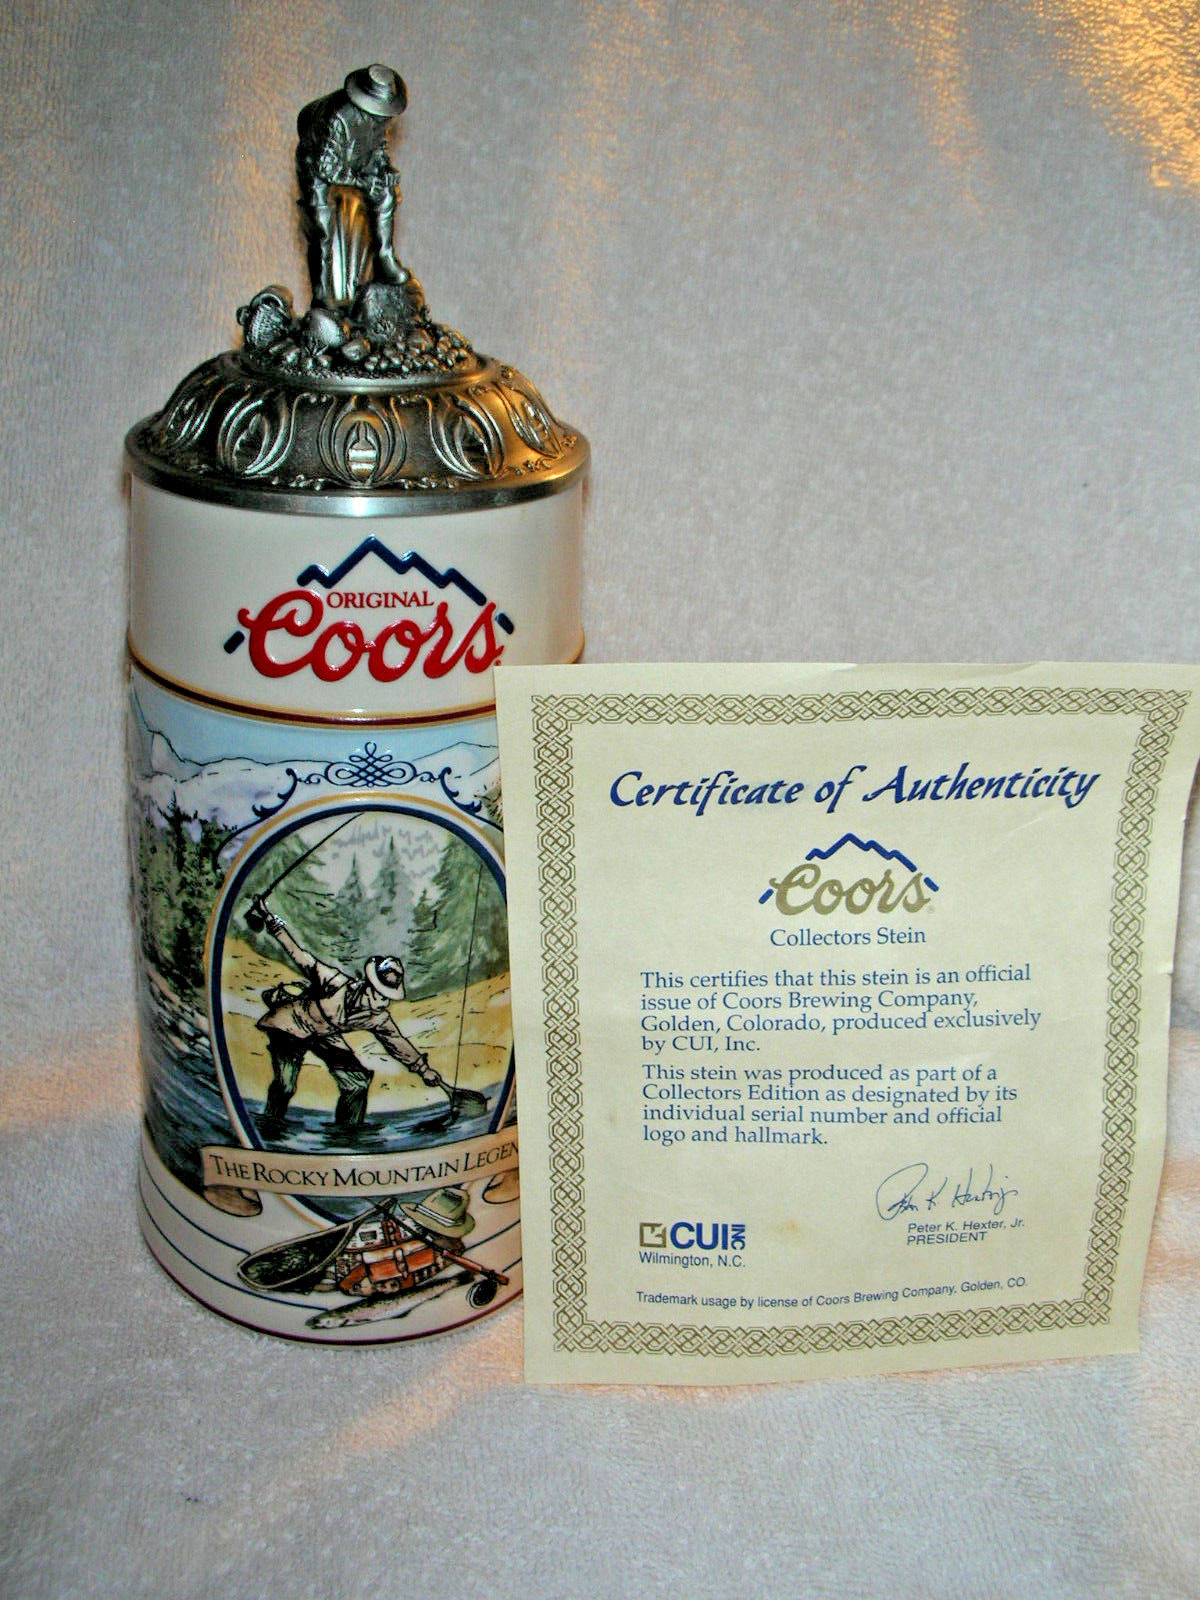 ORIGINAL
Coors
THE ROCKY MOUNTAIN LEGEN
Certificate of Authenticity
Coors
Collectors Stein
This certifies that this stein is an official
issue of Coors Brewing Company,
Golden, Colorado, produced exclusively
by CUI, Inc.
This stein was produced as part of a
Collectors Edition as designated by its
individual serial number and official
logo and hallmark.
Peter K. Hexter, Jr.
PRESIDENT
CUI INC
Wilmington, N.C.
Trademark usage by license of Coors Brewing Company, Golden, CO.